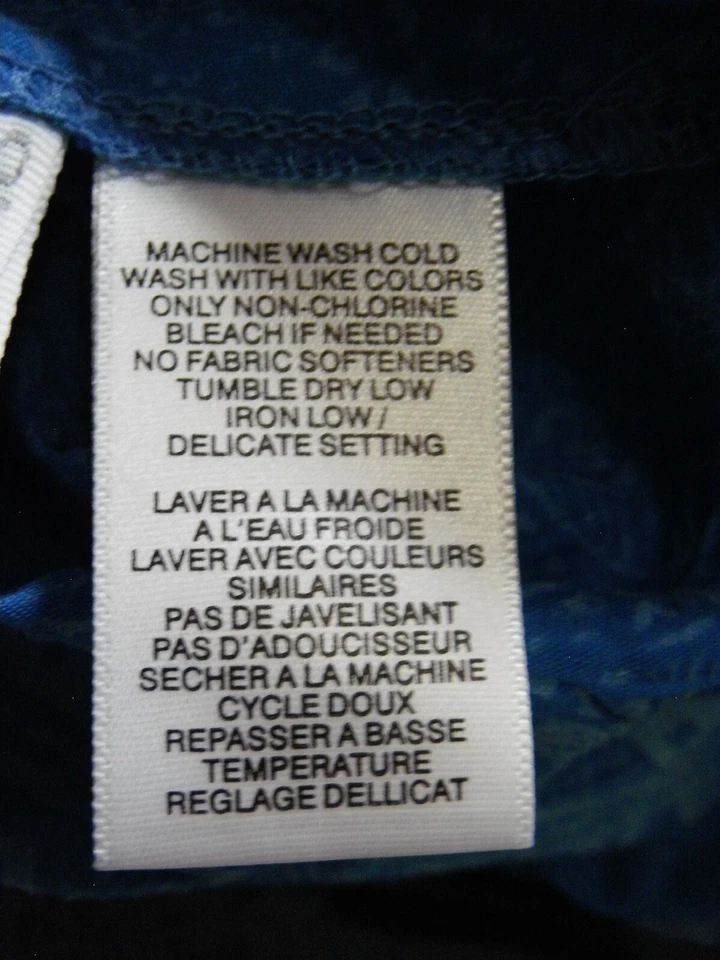 MACHINE WASH COLD
WASH WITH LIKE COLORS
ONLY NON-CHLORINE
BLEACH IF NEEDED
NO FABRIC SOFTENERS
TUMBLE DRY LOW
IRON LOW /
DELICATE SETTING
LAVER A LA MACHINE
A L'EAU FROIDE
LAVER AVEC COULEURS
SIMILAIRES
PAS DE JAVELISANT
PAS D'ADOUCISSEUR
SECHER A LA MACHINE
CYCLE DOUX
REPASSER A BASSE
TEMPERATURE
REGLAGE DELLICAT